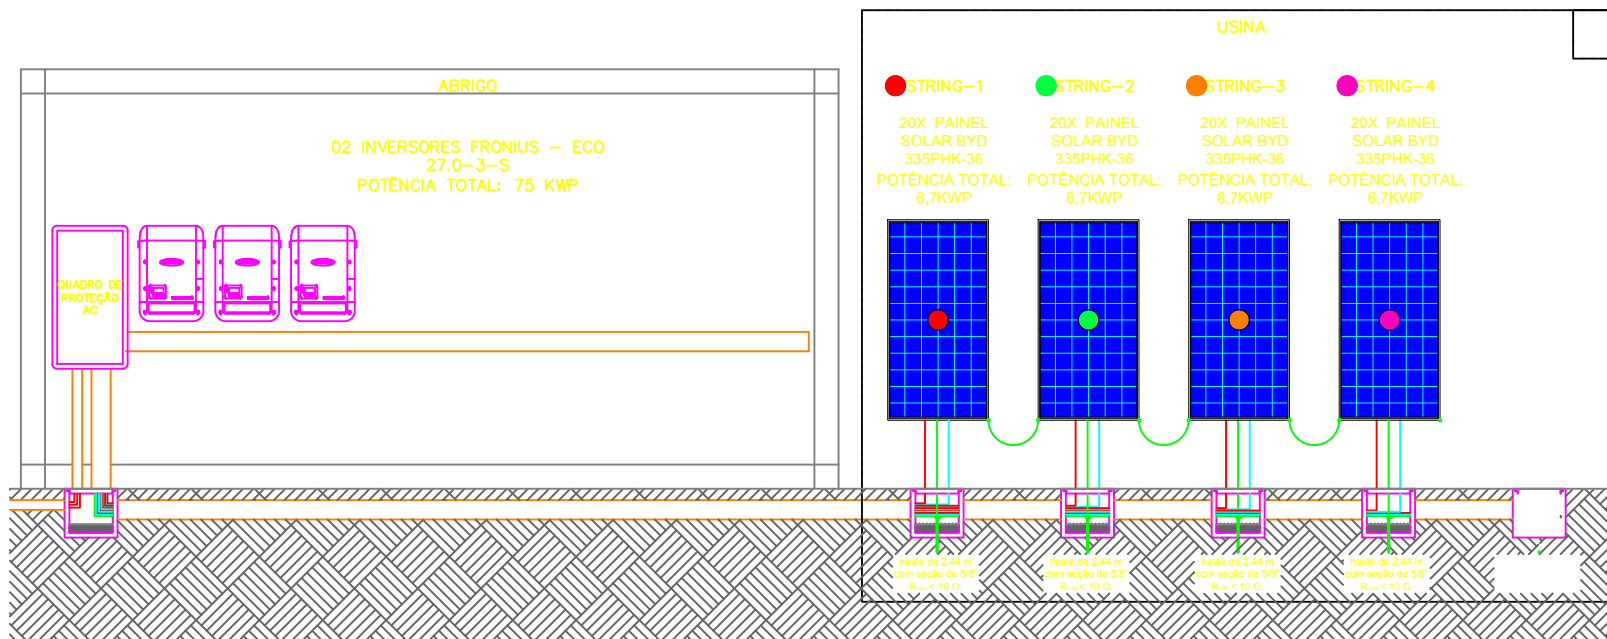 USINA
ABRIGO
02 INVERSORES FRONIUS - ECO
27.0-3-S
POTÊNCIA TOTAL: 75 KWP
QUADRO DE
PROTEÇÃO
AC
STRING-1
20X PAINEL
SOLAR BYD
335PHK-36
POTÊNCIA TOTAL:
6,7KWP
STRING-2
20X PAINEL
SOLAR BYD
335PHK-36
POTÊNCIA TOTAL:
6,7KWP
STRING-3
20X PAINEL
SOLAR BYD
335PHK-36
POTÊNCIA TOTAL:
6,7KWP
STRING-4
20X PAINEL
SOLAR BYD
335PHK-36
POTÊNCIA TOTAL:
6,7KWP
haste de 2,44 m
com seção de 5/8"
< 10 Ω
haste de 2,44 m
com seção de 5/8"
< 10 Ω
haste de 2,44 m
com seção de 5/8"
< 10 Ω
haste de 2,44 m
com seção de 5/8"
< 10 Ω